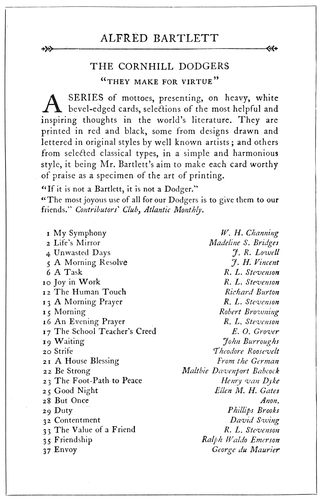 ALFRED BARTLETT
THE CORNHILL DODGERS
"THEY MAKE FOR VIRTUE"
A SERIES of mottoes, presenting, on heavy, white
bevel-edged cards, selections of the most helpful and
inspiring thoughts in the world's literature. They are
printed in red and black, some from designs drawn and
lettered in original styles by well known artists; and others
from selected classical types, in a simple and harmonious
style, it being Mr. Bartlett's aim to make each card worthy
of praise as a specimen of the art of printing.
"If it is not a Bartlett, it is not a Dodger."
"The most joyous use of all for our Dodgers is to give them to our
friends." Contributors' Club, Atlantic Monthly.
1 My Symphony W. H. Channing
2 Life's Mirror Madeline S. Bridges
4 Unwasted Days J. R. Lowell
5 A Morning Resolve J. H. Vincent
6 A Task R. L. Stevenson
10 Joy in Work R. L. Stevenson
12 The Human Touch Richard Burton
13 A Morning Prayer R. L. Stevenson
15 Morning Robert Browning
16 An Evening Prayer R. L. Stevenson
17 The School Teacher's Creed E. O. Grover
19 Waiting John Burroughs
20 Strife Theodore Roosevelt
21 A House Blessing From the German
22 Be Strong Maltbie Davenport Babcock
23 The Foot-Path to Peace Henry van Dyke
25 Good Night Ellen M. H. Gates
28 But Once Anon.
29 Duty Phillips Brooks
32 Contentment David Swing
33 The Value of a Friend R. L. Stevenson
35 Friendship Ralph Waldo Emerson
37 Envoy George du Maurier